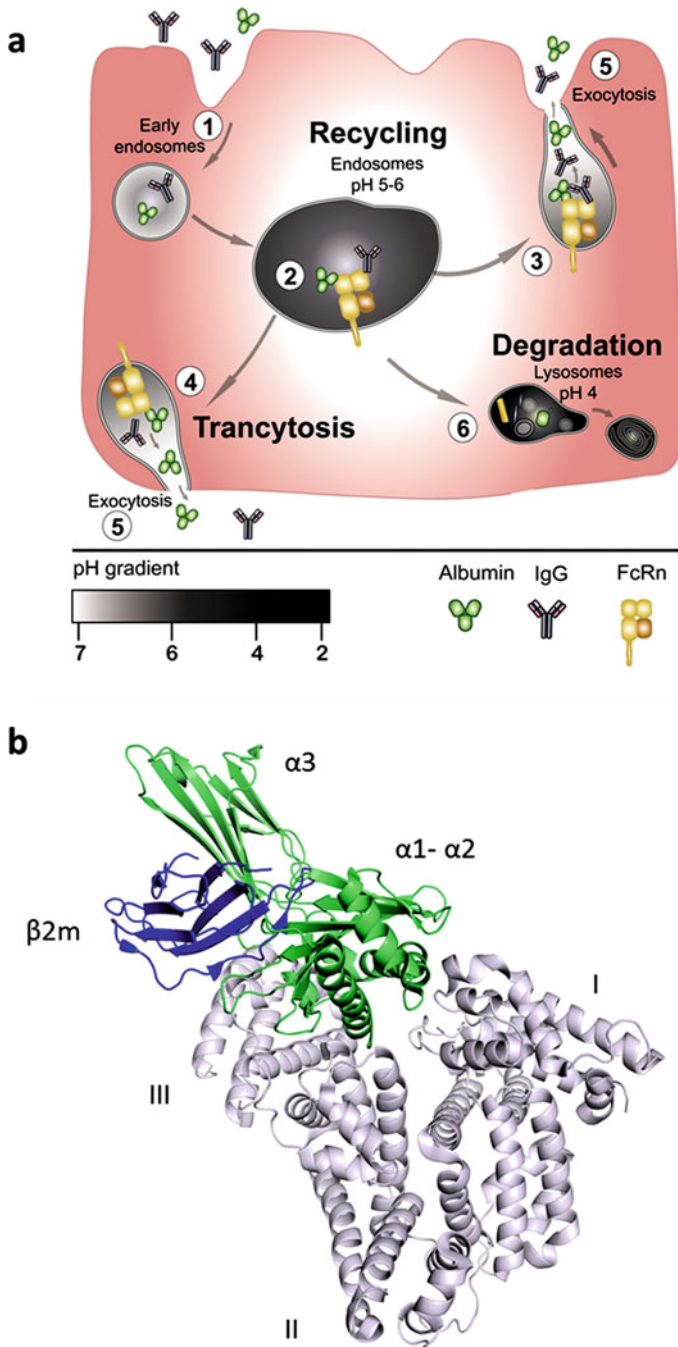 a
1
Early
endosomes
Recycling
Endosomes
pH 5-6
5
Exocytosis
2
3
4
Trancytosis
Degradation
Lysosomes
pH 4
6
Exocytosis
5
pH gradient
7 6 4 2
Albumin IgG FcRn
b
α3
α1- α2
β2m
I
III
II